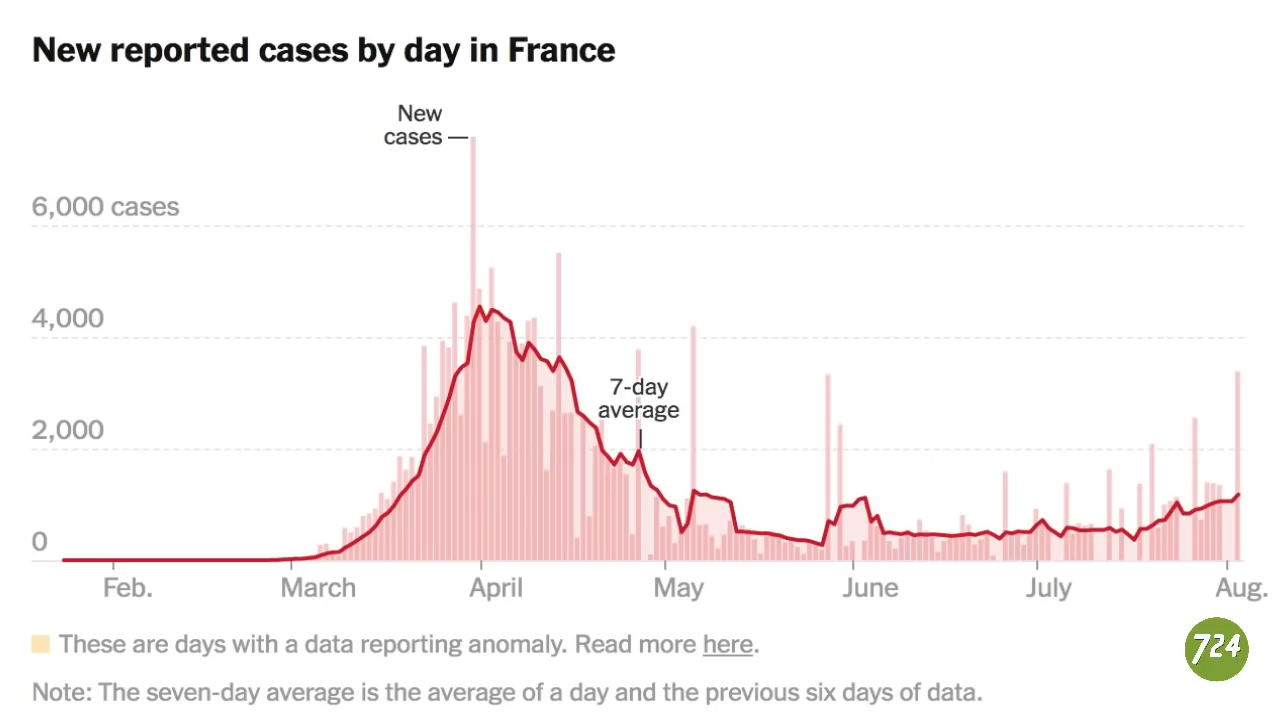 New reported cases by day in France
New
cases
6,000 cases
4,000
7-day
average
2,000
0
Feb.
March
April
May
June
July
Aug.
These are days with a data reporting anomaly. Read more here.
724
Note: The seven-day average is the average of a day and the previous six days of data.